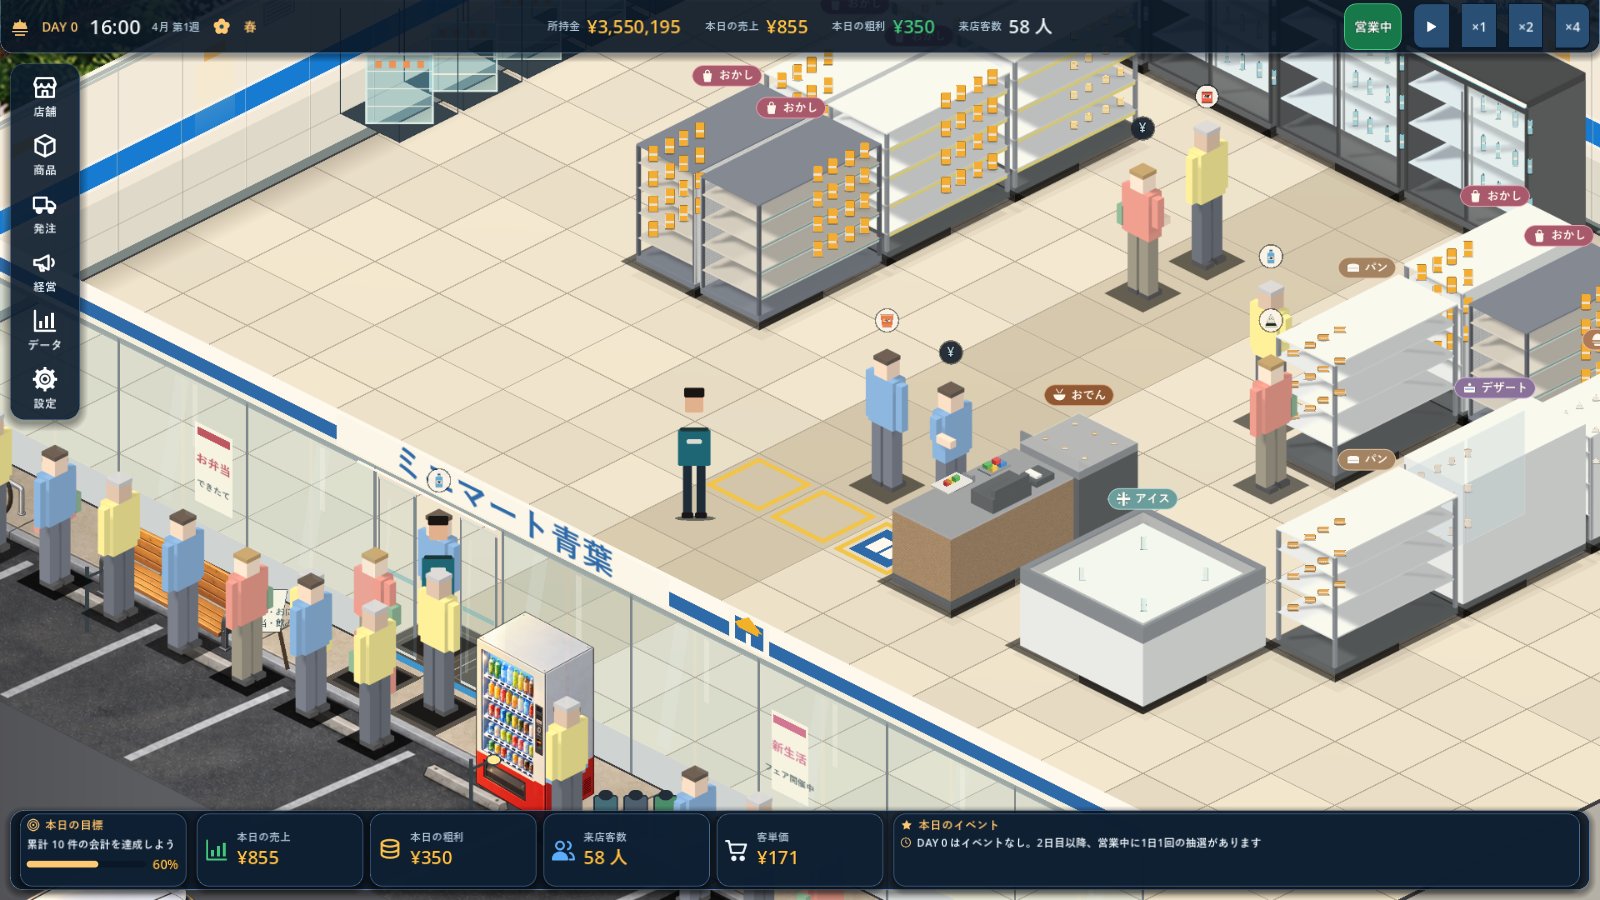 DAY 0 16:00 4月 第1週 春
所持金 ¥3,550,195 本日の売上 ¥855 本日の粗利 ¥350 来店客数 58 人
営業中 ×1 ×2 ×4
店舗
商品
発注
経営
データ
設定
おかし
おかし
¥
おかし
おかし
パン
¥
おでん
デザート
パン
アイス
お弁当
できたて
マート青葉
新生活
ェア開催中
本日の目標
累計 10 件の会計を達成しよう
60%
本日の売上
¥855
本日の粗利
¥350
来店客数
58 人
客単価
¥171
本日のイベント
DAY 0 はイベントなし。2日目以降、営業中に1日1回の抽選があります